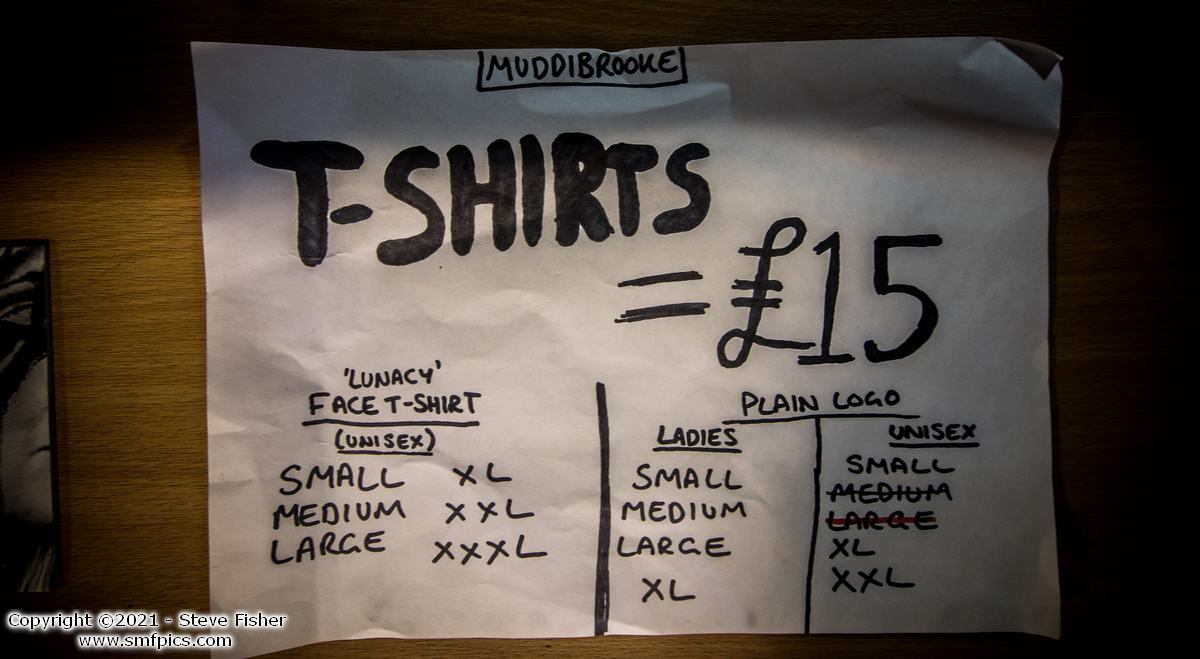 MUDDIBROOKE
T-SHIRTS
= £15
'LUNACY'
FACE T-SHIRT
(UNISEX)
SMALL XL
MEDIUM XXL
LARGE XXXL
PLAIN LOGO
LADIES
SMALL
MEDIUM
LARGE
XL
UNISEX
SMALL
MEDIUM
LARGE
XL
XXL
Copyright ©2021 - Steve Fisher
www.smfpics.com